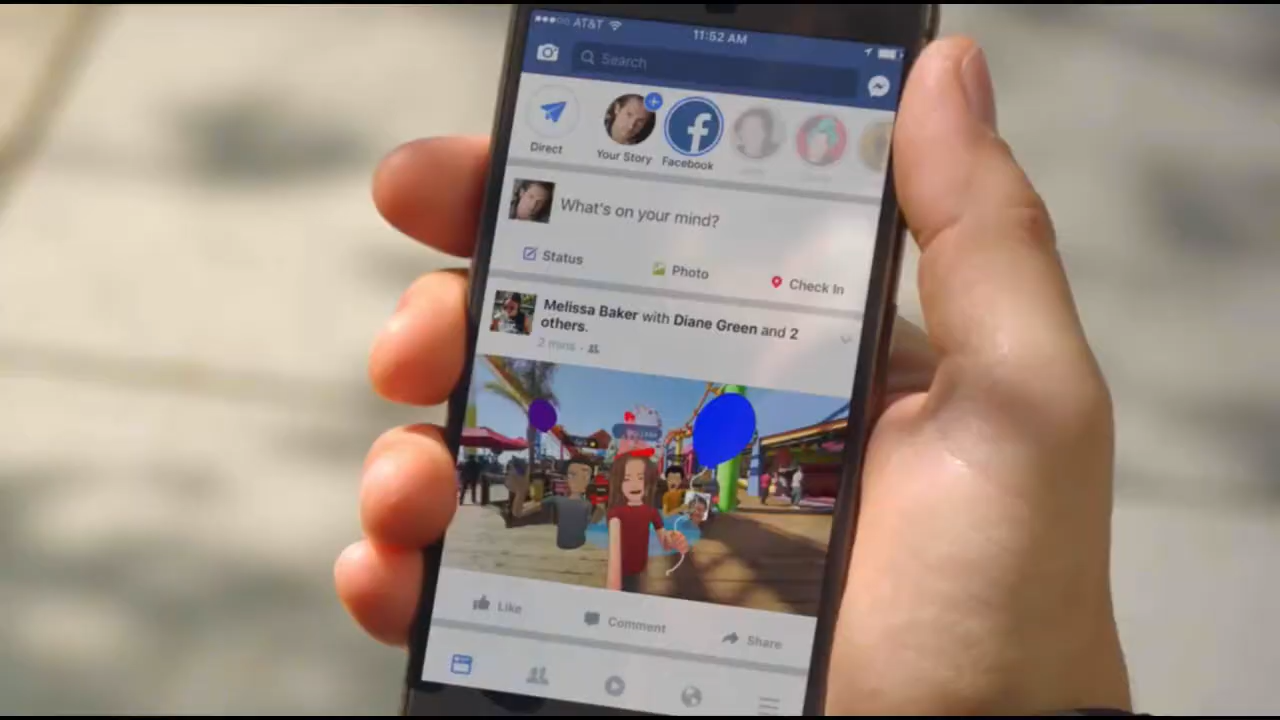 AT&T
11:52 AM
Search
Direct
Your Story
Facebook
What's on your mind?
Status
Photo
Check In
Melissa Baker with Diane Green and 2
others.
2 mins ·
Like
Comment
Share